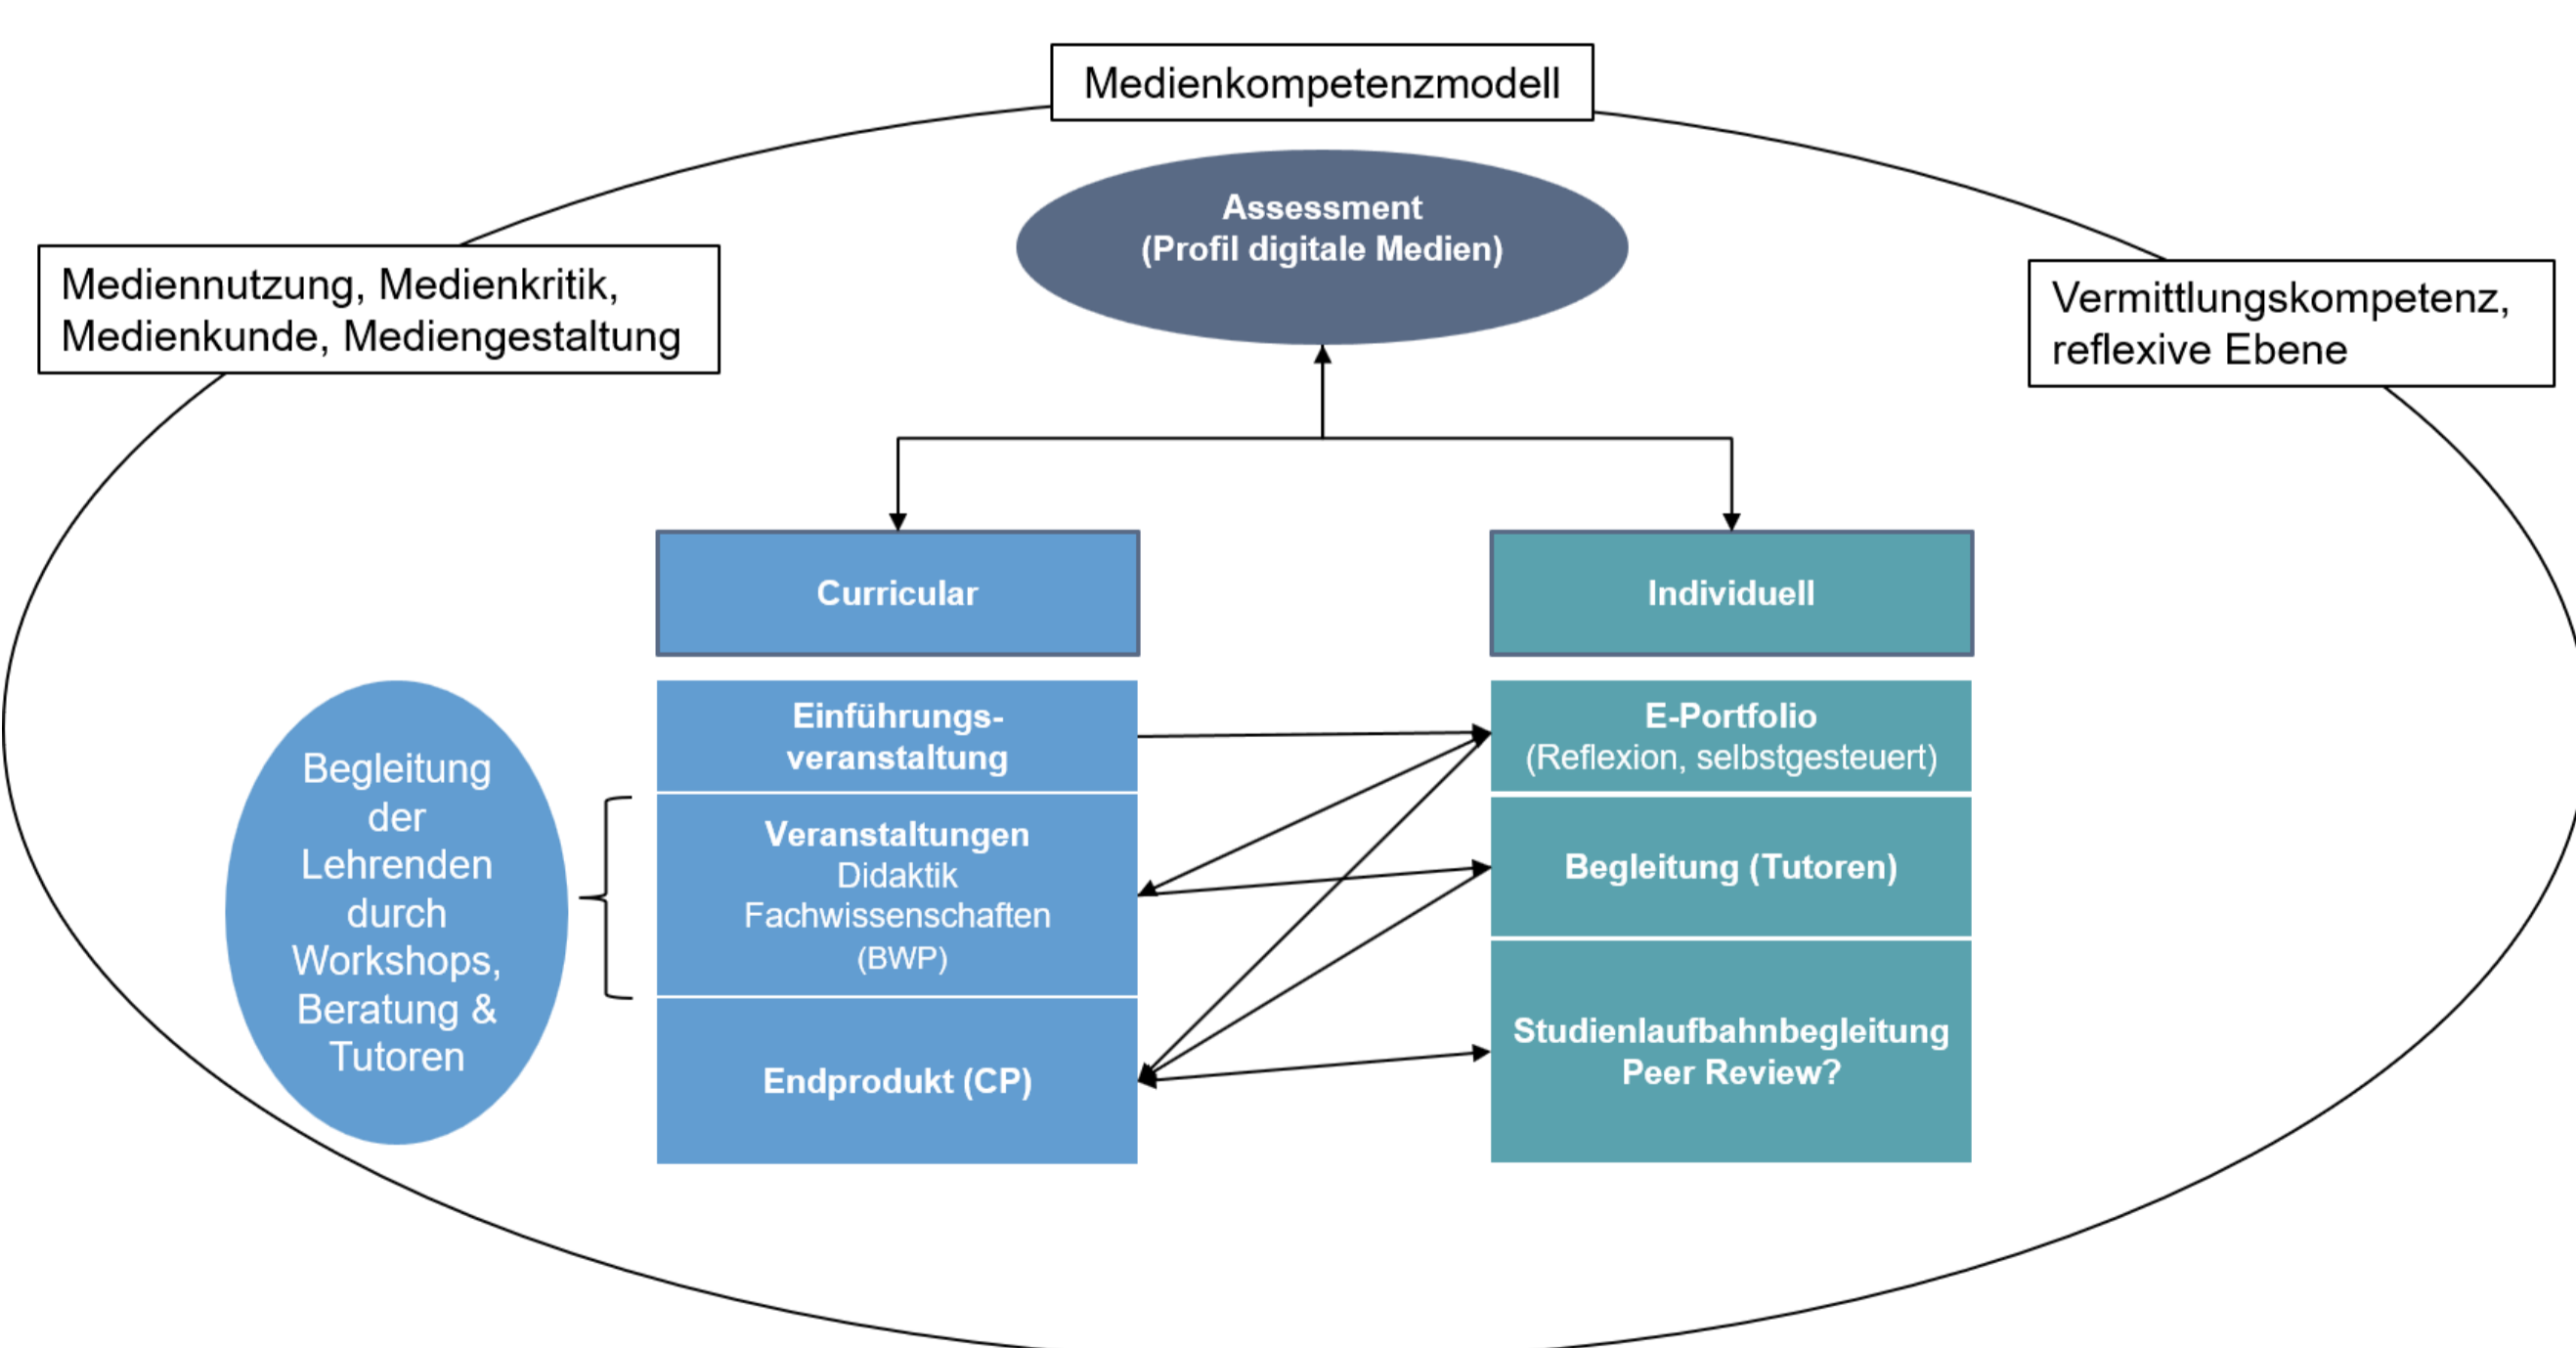 Medienkompetenzmodell
Assessment
(Profil digitale Medien)
Mediennutzung, Medienkritik,
Medienkunde, Mediengestaltung
Vermittlungskompetenz,
reflexive Ebene
Curricular
Individuell
Begleitung
der
Lehrenden
durch
Workshops,
Beratung &
Tutoren
Einführungs-
veranstaltung
Veranstaltungen
Didaktik
Fachwissenschaften
(BWP)
Endprodukt (CP)
E-Portfolio
(Reflexion, selbstgesteuert)
Begleitung (Tutoren)
Studienlaufbahnbegleitung
Peer Review?